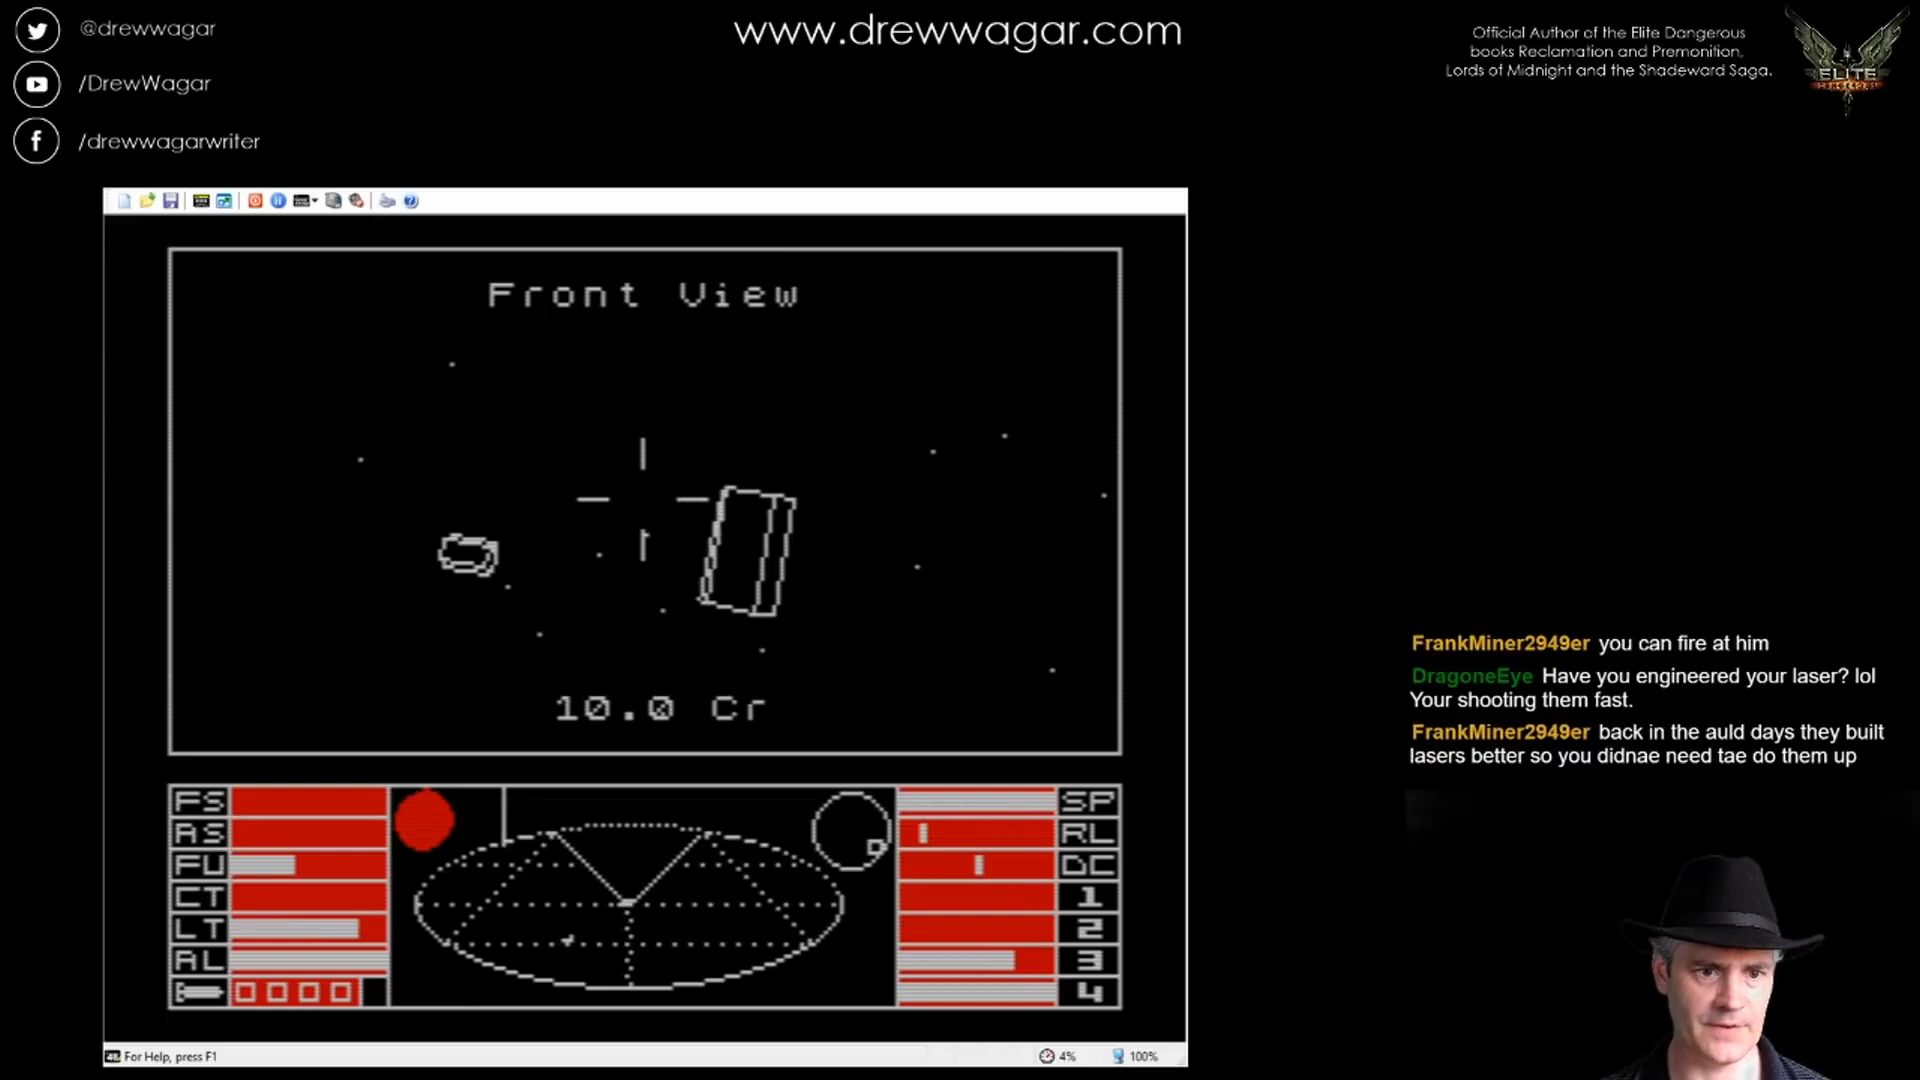 @drewwagar
/DrewWagar
/drewwagarwriter
www.drewwagar.com
Official Author of the Elite Dangerous
books Reclamation and Premonition,
Lords of Midnight and the Shadeward Saga.
ELITE
DANGEROUS
Front View
10.0 Cr
FS
AS
FU
CT
LT
AL
SP
RL
DC
1
2
3
4
For Help, press F1
4%
100%
FrankMiner2949er you can fire at him
DragoneEye Have you engineered your laser? lol
Your shooting them fast.
FrankMiner2949er back in the auld days they built
lasers better so you didnae need tae do them up